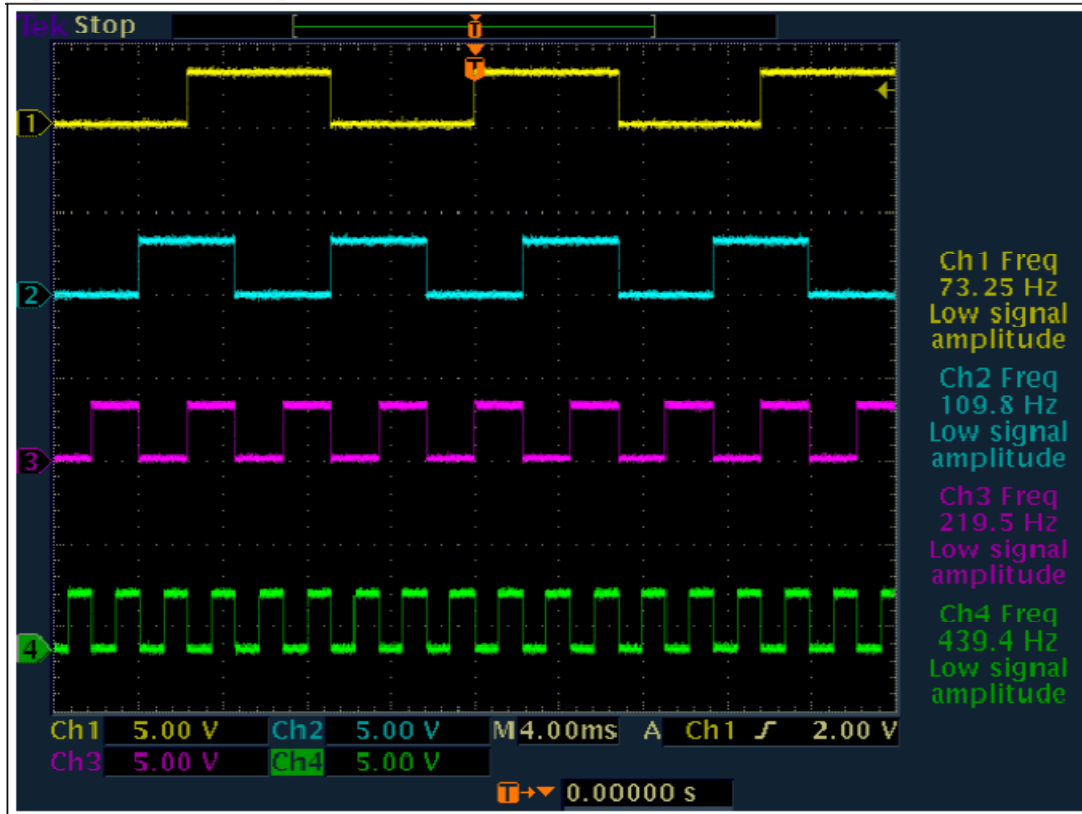 Tek Stop
T
T
1
2
3
4
Ch1 Freq
73.25 Hz
Low signal
amplitude
Ch2 Freq
109.8 Hz
Low signal
amplitude
Ch3 Freq
219.5 Hz
Low signal
amplitude
Ch4 Freq
439.4 Hz
Low signal
amplitude
Ch1 5.00 V Ch2 5.00 V M 4.00ms A Ch1 2.00 V
Ch3 5.00 V Ch4 5.00 V
T 0.00000 s